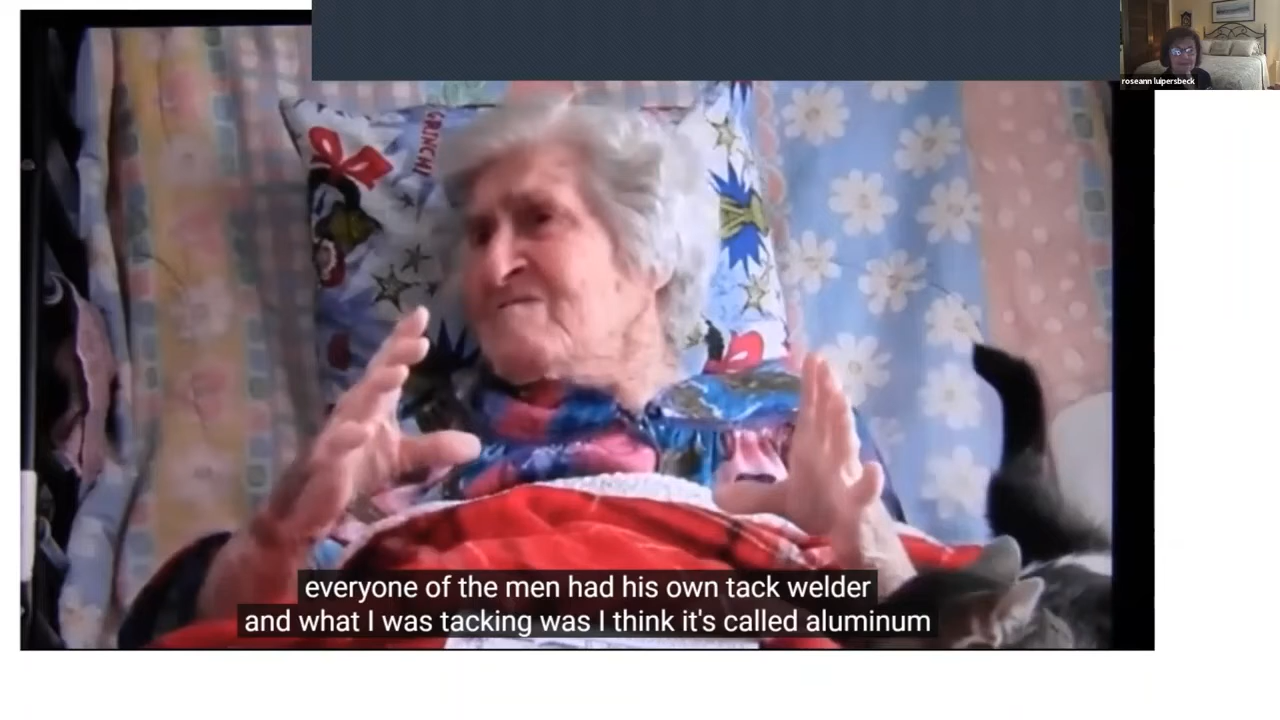 roseann luipersbeck
GRINCH
everyone of the men had his own tack welder
and what I was tacking was I think it's called aluminum